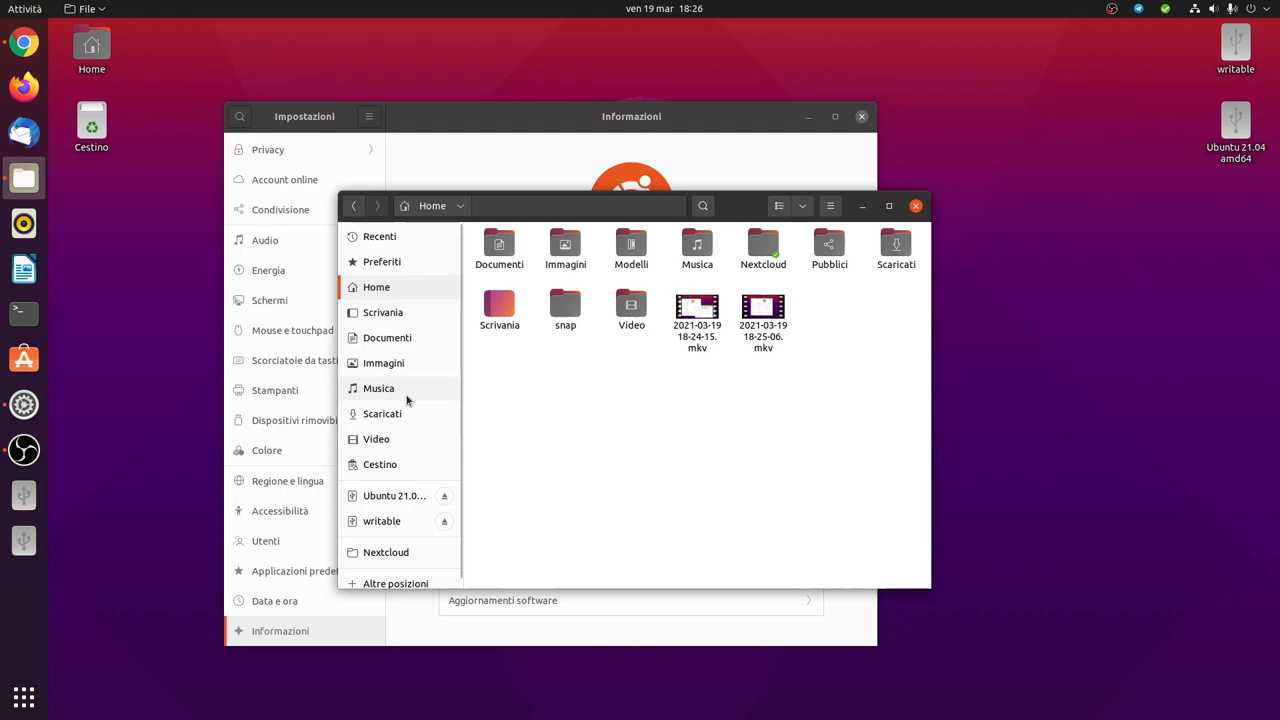 Attività
File
ven 19 mar 18:26
Home
Cestino
writable
Ubuntu 21.04
amd64
Impostazioni
Informazioni
Privacy
Account online
Condivisione
Audio
Energia
Schermi
Mouse e touchpad
Scorciatoie da tasti
Stampanti
Dispositivi rimovibi
Colore
Regione e lingua
Accessibilità
Utenti
Applicazioni prede
Data e ora
Informazioni
Aggiornamenti software
Home
Recenti
Preferiti
Home
Scrivania
Documenti
Immagini
Musica
Scaricati
Video
Cestino
Ubuntu 21.0...
writable
Nextcloud
Altre posizioni
Documenti
Immagini
Modelli
Musica
Nextcloud
Pubblici
Scaricati
Scrivania
snap
Video
2021-03-19
18-24-15.
mkv
2021-03-19
18-25-06.
mkv